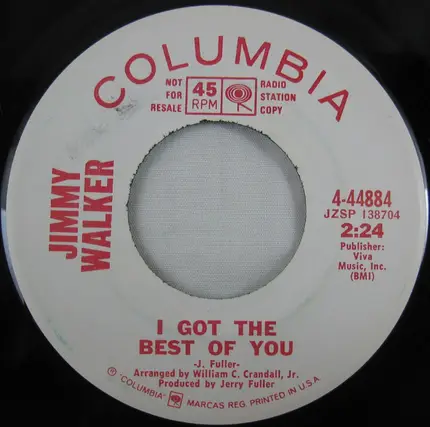 COLUMBIA
NOT
FOR
RESALE
45
RPM
RADIO
STATION
COPY
JIMMY
WALKER
4-44884
JZSP 138704
2:24
Publisher:
Viva
Music, Inc.
(BMI)
I GOT THE
BEST OF YOU
-J. Fuller-
Arranged by William C. Crandall, Jr.
Produced by Jerry Fuller
℗ "COLUMBIA" MARCAS REG. PRINTED IN U.S.A